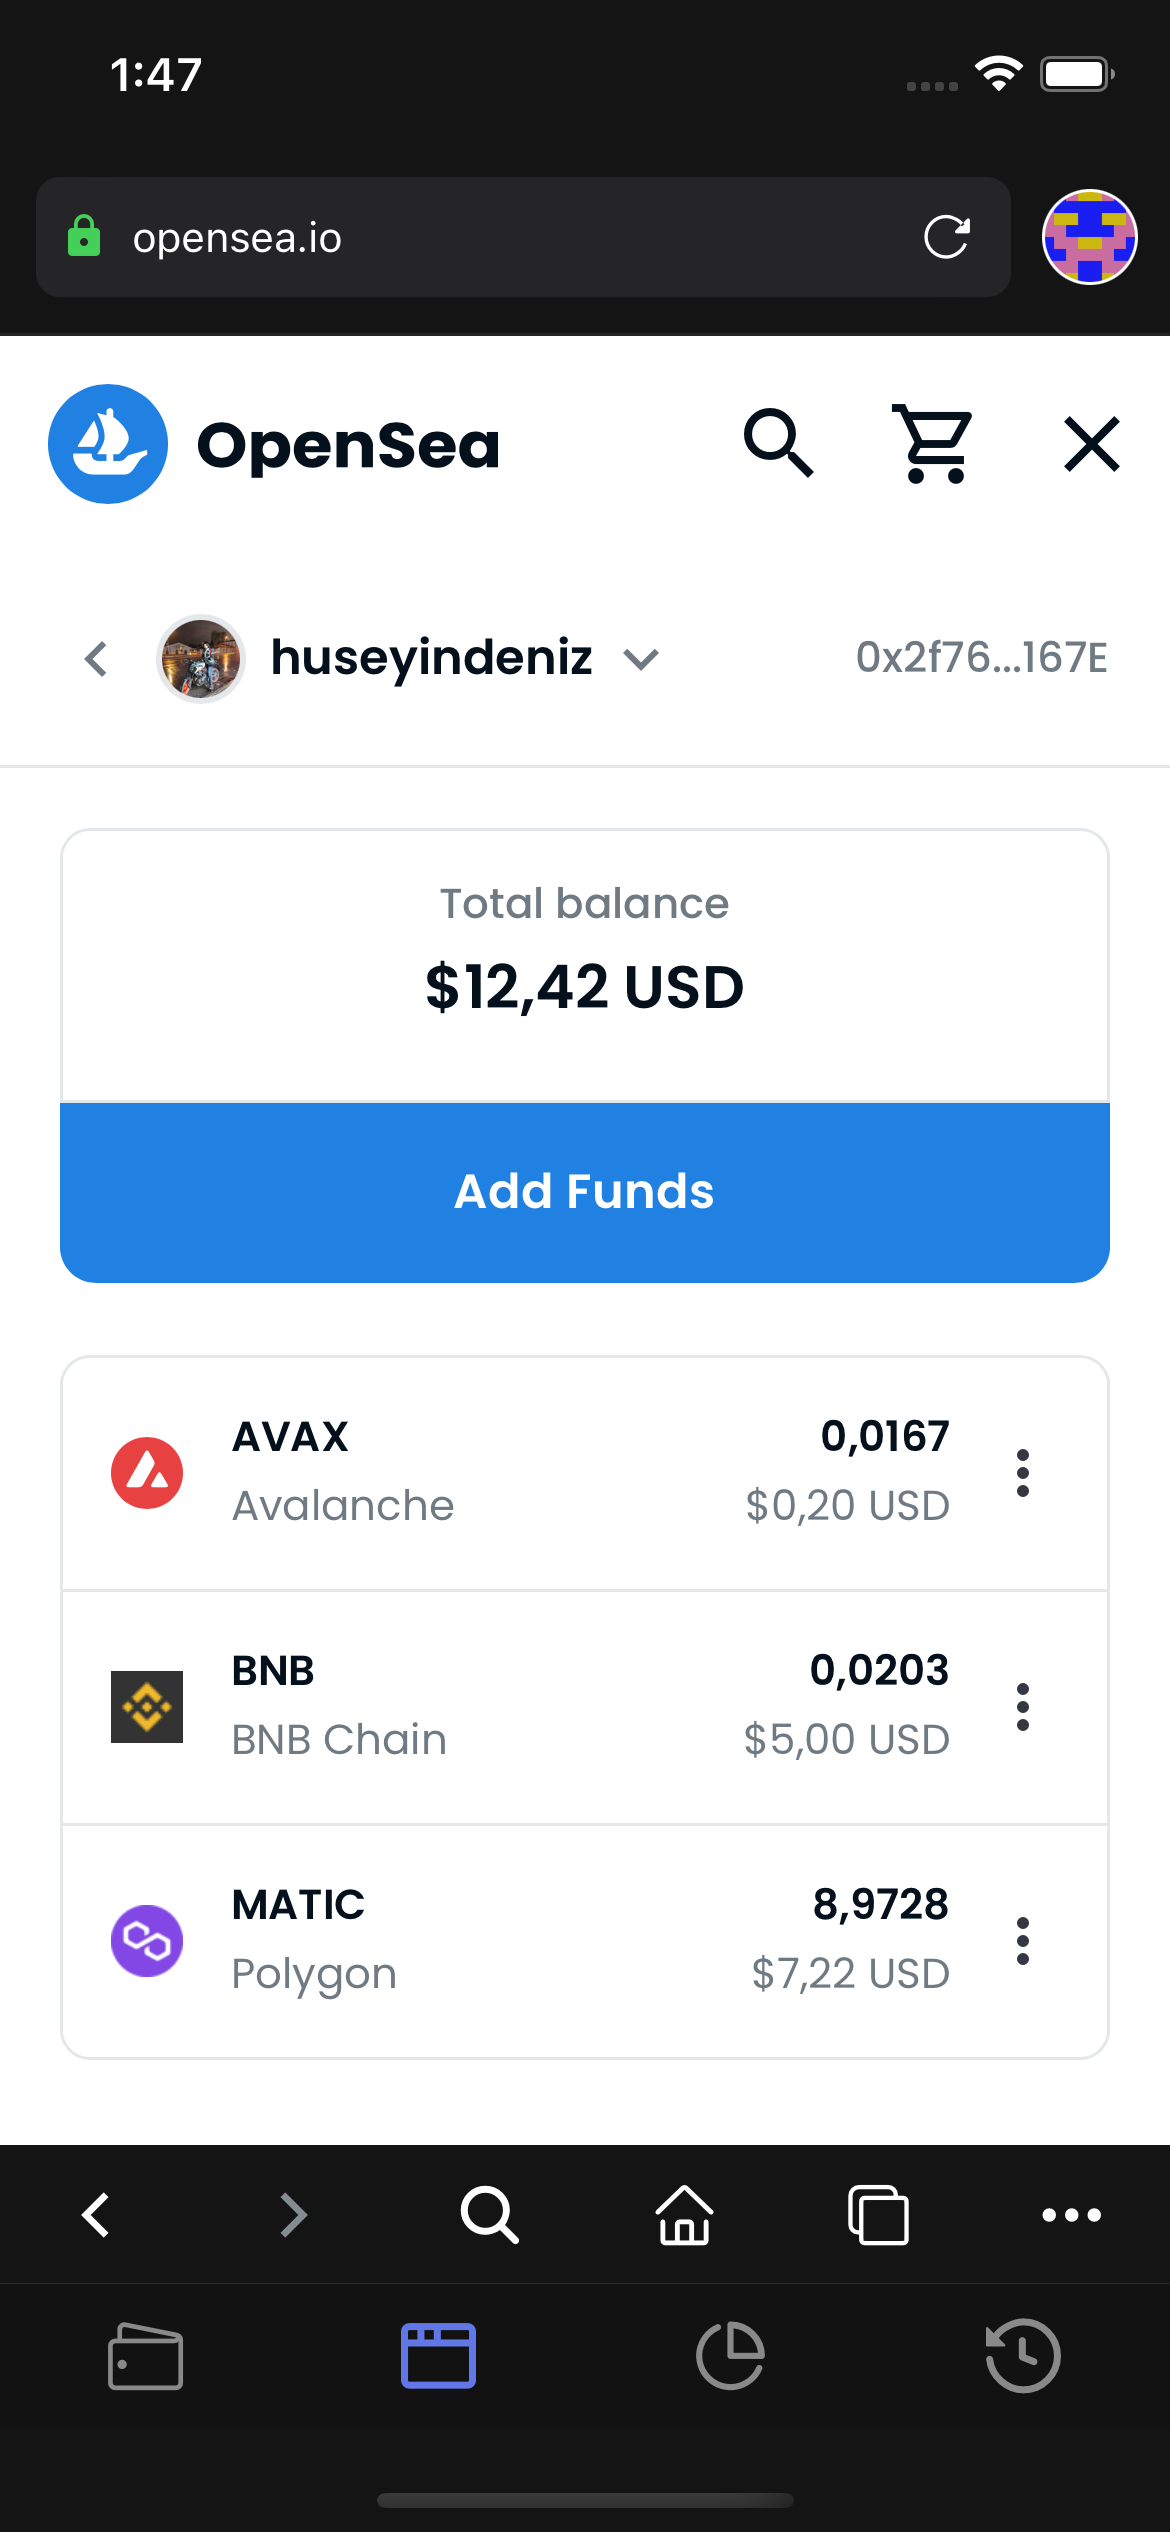 1:47
opensea.io
OpenSea
huseyindeniz
0x2f76...167E
Total balance
$12,42 USD
Add Funds
AVAX
0,0167
Avalanche
$0,20 USD
BNB
0,0203
BNB Chain
$5,00 USD
MATIC
8,9728
Polygon
$7,22 USD